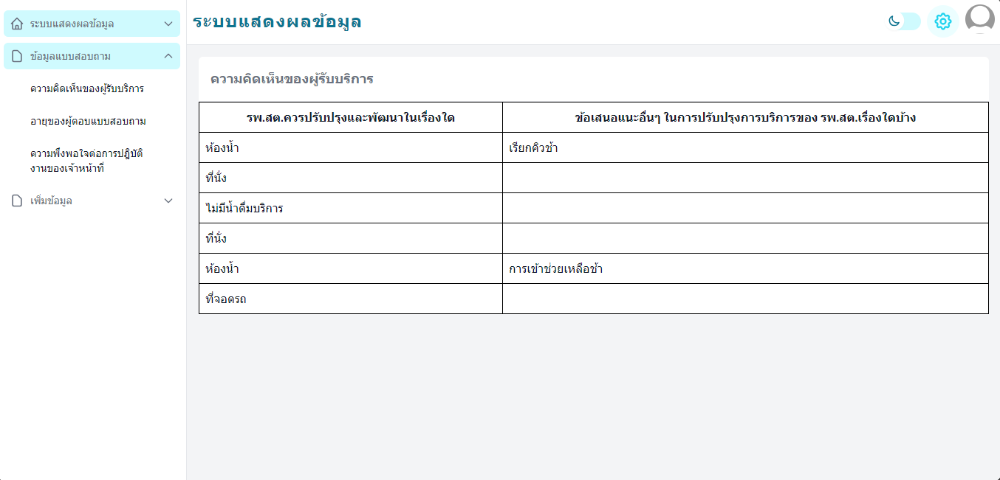 ระบบแสดงผลข้อมูล
ข้อมูลแบบสอบถาม
ความคิดเห็นของผู้รับบริการ
อายุของผู้ตอบแบบสอบถาม
ความพึงพอใจต่อการปฏิบัติ
งานของเจ้าหน้าที่
เพิ่มข้อมูล
ระบบแสดงผลข้อมูล
ความคิดเห็นของผู้รับบริการ
รพ.สต.ควรปรับปรุงและพัฒนาในเรื่องใด ข้อเสนอแนะอื่นๆ ในการปรับปรุงการบริการของ รพ.สต.เรื่องใดบ้าง
ห้องน้ำ เรียกคิวช้า
ที่นั่ง
ไม่มีน้ำดื่มบริการ
ที่นั่ง
ห้องน้ำ การเข้าช่วยเหลือช้า
ที่จอดรถ